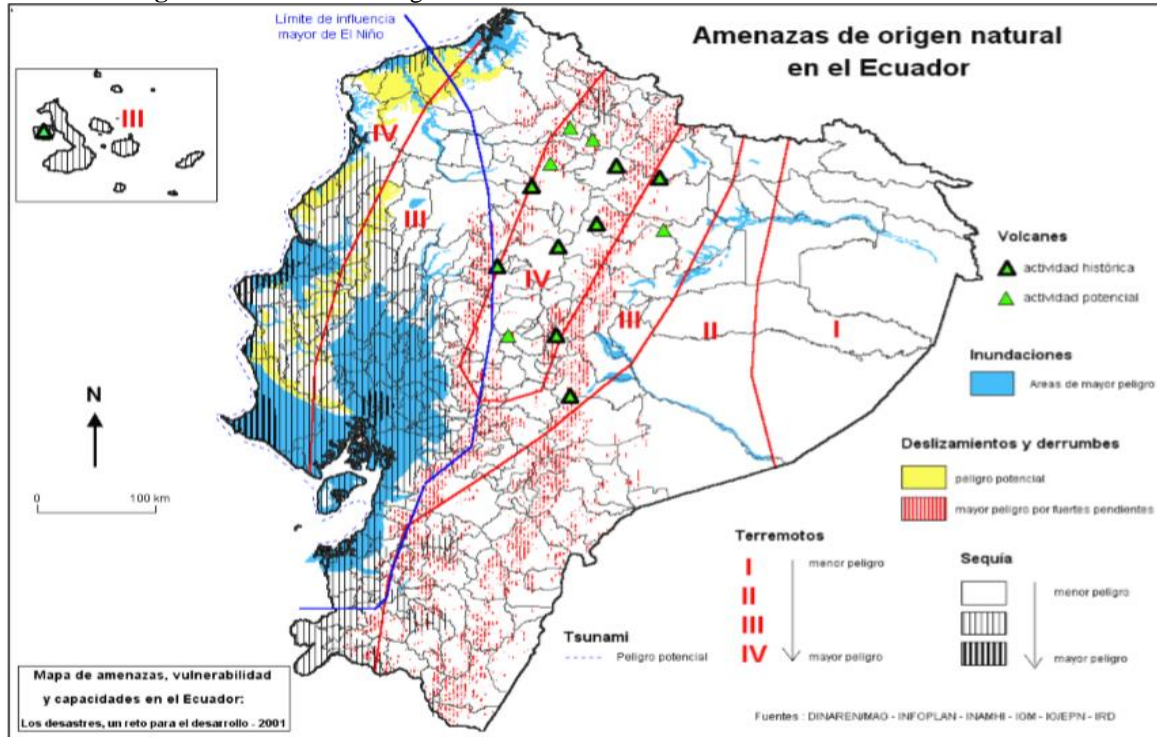 Límite de influencia
mayor de El Niño
Amenazas de origen natural
en el Ecuador
III
IV
III
IV
III
II
I
N
0 100 km
Volcanes
actividad histórica
actividad potencial
Inundaciones
Areas de mayor peligro
Deslizamientos y derrumbes
peligro potencial
mayor peligro por fuertes pendientes
Terremotos
I menor peligro
II
III
IV mayor peligro
Sequía
menor peligro
mayor peligro
Tsunami
Peligro potencial
Mapa de amenazas, vulnerabilidad
y capacidades en el Ecuador:
Los desastres, un reto para el desarrollo - 2001
Fuentes : DINAREN/MAG - INFOPLAN - INAMHI - IGM - IG/EPN - IRD